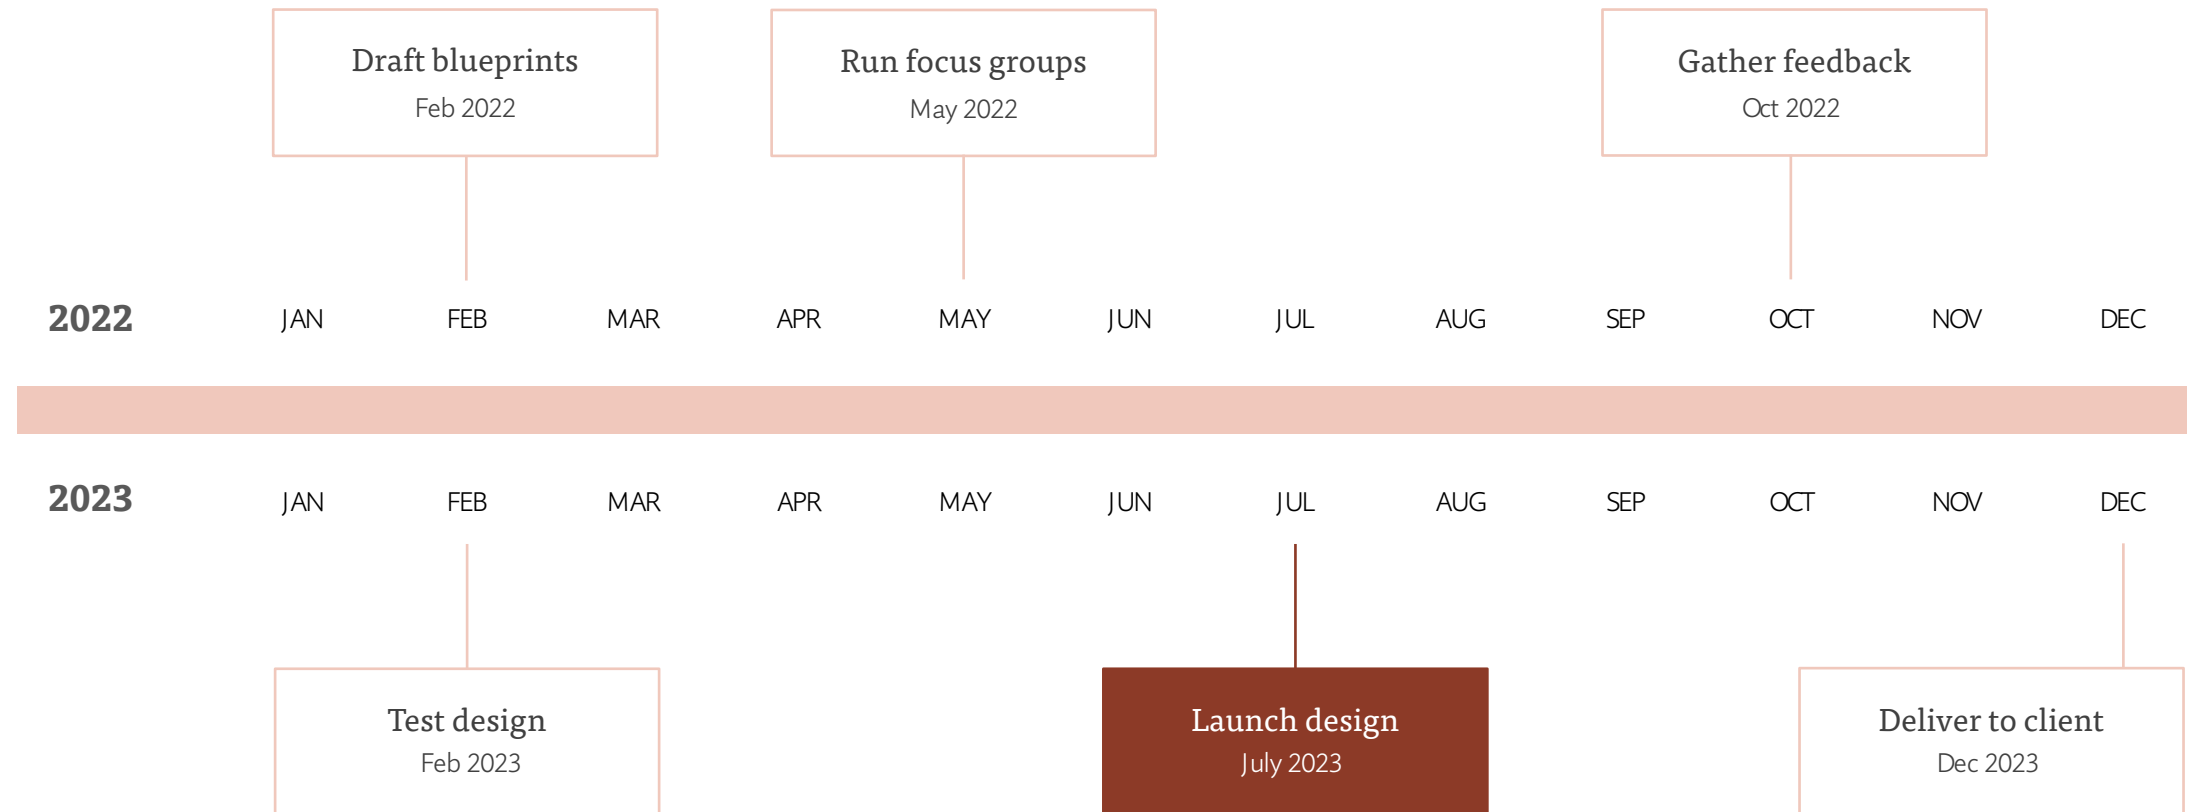 Draft blueprints
Feb 2022
Run focus groups
May 2022
Gather feedback
Oct 2022
2022 JAN FEB MAR APR MAY JUN JUL AUG SEP OCT NOV DEC
2023 JAN FEB MAR APR MAY JUN JUL AUG SEP OCT NOV DEC
Test design
Feb 2023
Launch design
July 2023
Deliver to client
Dec 2023